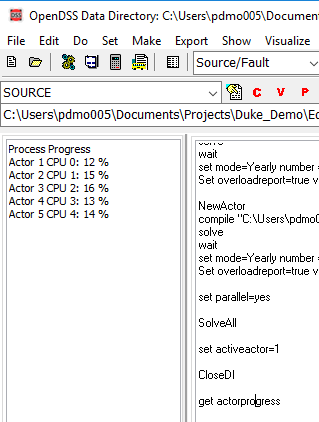 OpenDSS Data Directory: C:\Users\pdmo005\Docume
File Edit Do Set Make Export Show Visualize
Source/Fault
SOURCE
C V P
C:\Users\pdmo005\Documents\Projects\Duke_Demo\Ed
Process Progress
Actor 1 CPU 0: 12 %
Actor 2 CPU 1: 15 %
Actor 3 CPU 2: 16 %
Actor 4 CPU 3: 13 %
Actor 5 CPU 4: 14 %
solve
wait
set mode=Yearly number =
Set overloadreport=true v
NewActor
compile "C:\Users\pdmo005
solve
wait
set mode=Yearly number =
Set overloadreport=true v
set parallel=yes
SolveAll
set activeactor=1
CloseDI
get actorprogress